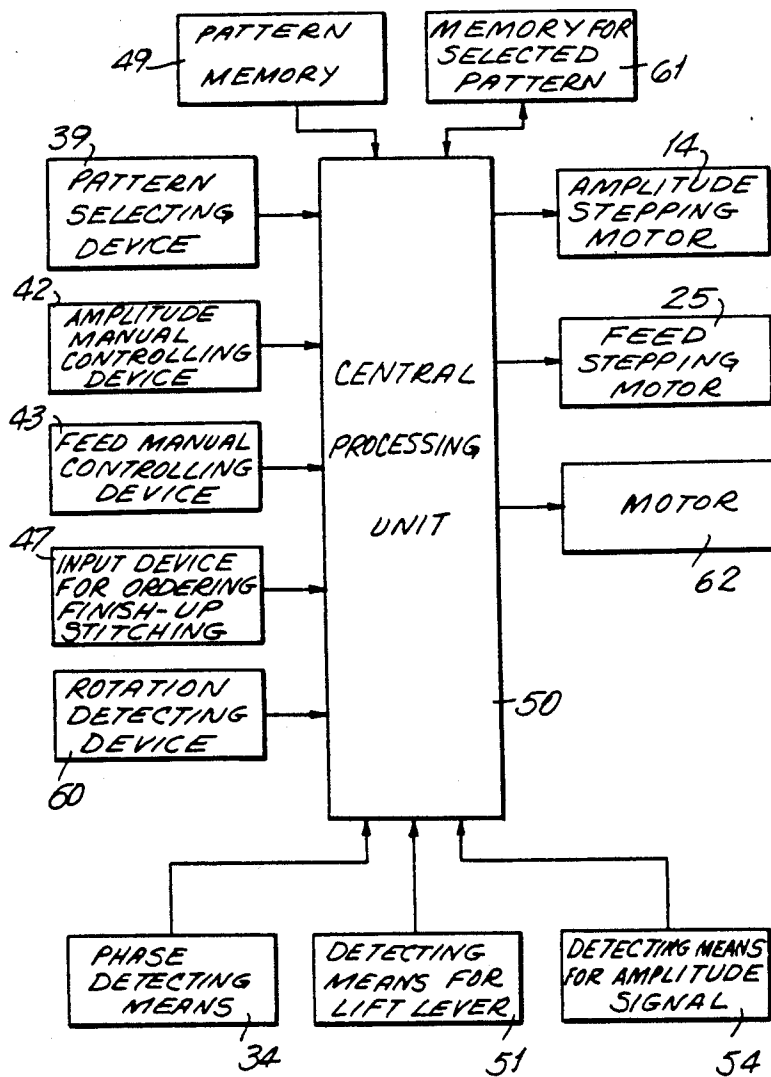 PATTERN
MEMORY
49
MEMORY FOR
SELECTED
PATTERN
61
39
PATTERN
SELECTING
DEVICE
14
AMPLITUDE
STEPPING
MOTOR
42
AMPLITUDE
MANUAL
CONTROLLING
DEVICE
25
FEED
STEPPING
MOTOR
CENTRAL
PROCESSING
UNIT
50
43
FEED MANUAL
CONTROLLING
DEVICE
MOTOR
62
47
INPUT DEVICE
FOR ORDERING
FINISH-UP
STITCHING
ROTATION
DETECTING
DEVICE
60
PHASE
DETECTING
MEANS
34
DETECTING
MEANS FOR
LIFT LEVER
51
DETECTING MEANS
FOR AMPLITUDE
SIGNAL
54